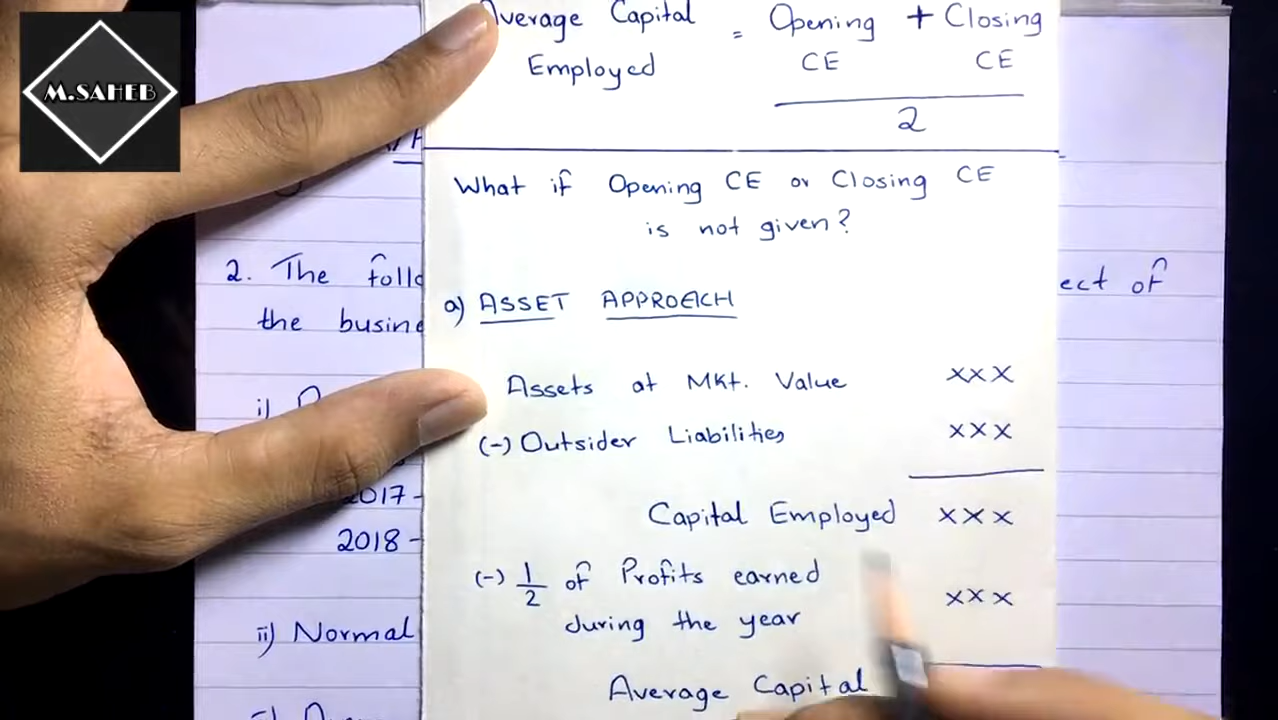 M.SAHEB
Average Capital = Opening + Closing
Employed CE CE
2
What if Opening CE or Closing CE
is not given?
2. The
ect of
the
a) ASSET APPROACH
Assets at Mkt. Value xxx
i)
(-) Outsider Liabilities xxx
2017-
Capital Employed xxx
2018-
(-) 1/2 of Profits earned
during the year xxx
ii) Normal
Average Capital